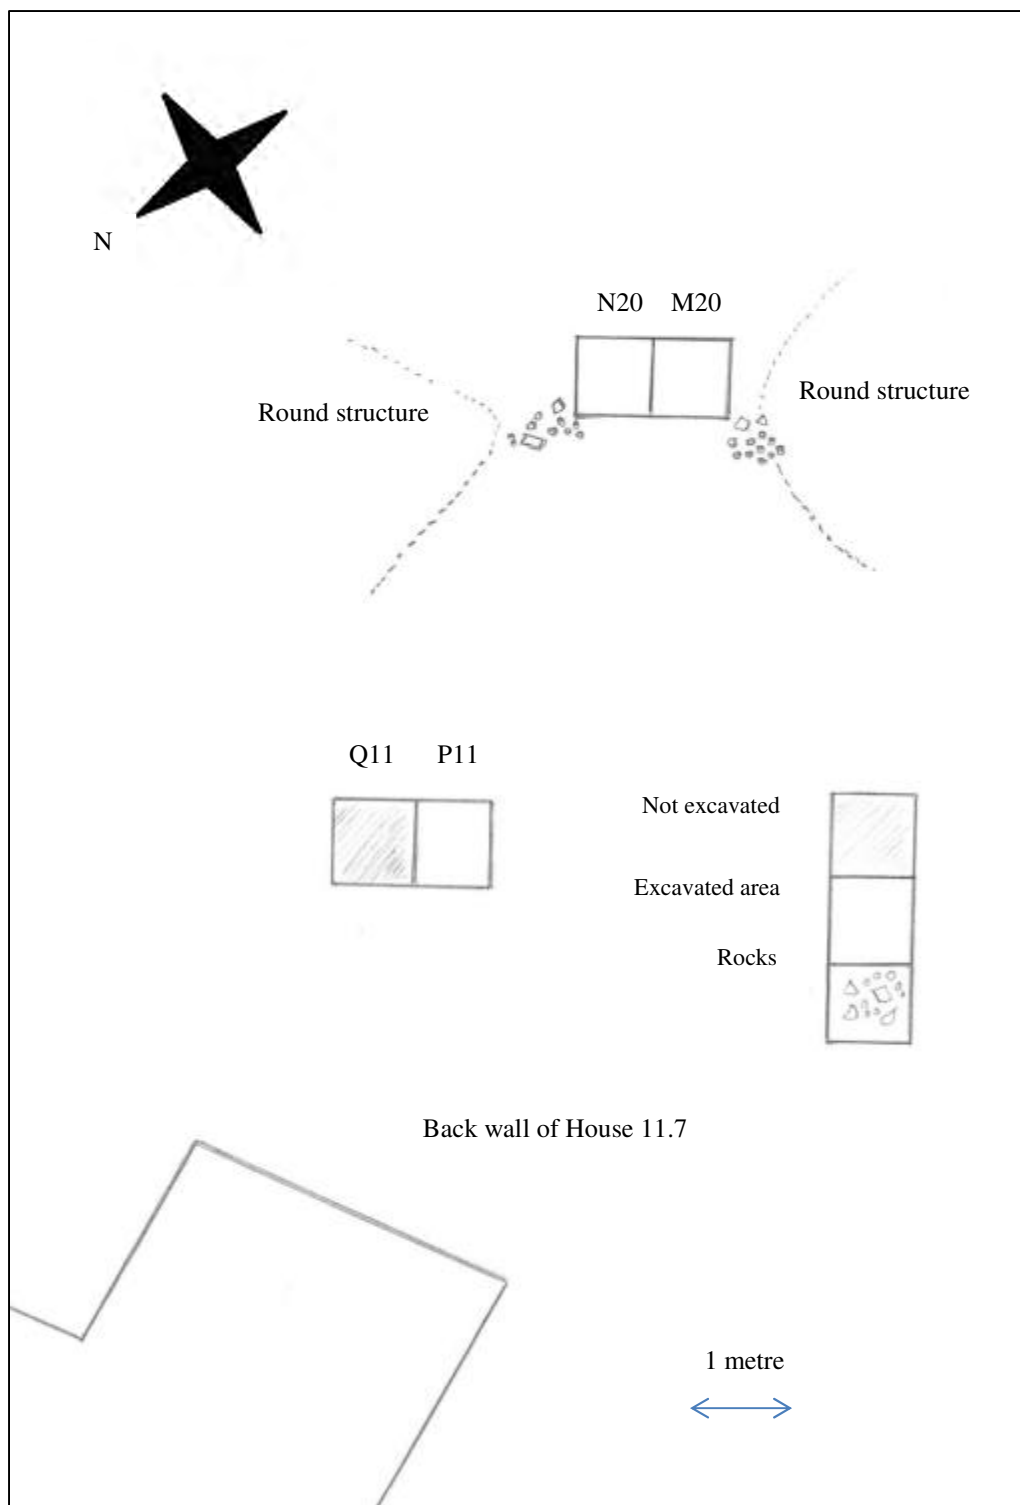 N
N20 M20
Round structure
Round structure
Q11 P11
Not excavated
Excavated area
Rocks
Back wall of House 11.7
1 metre